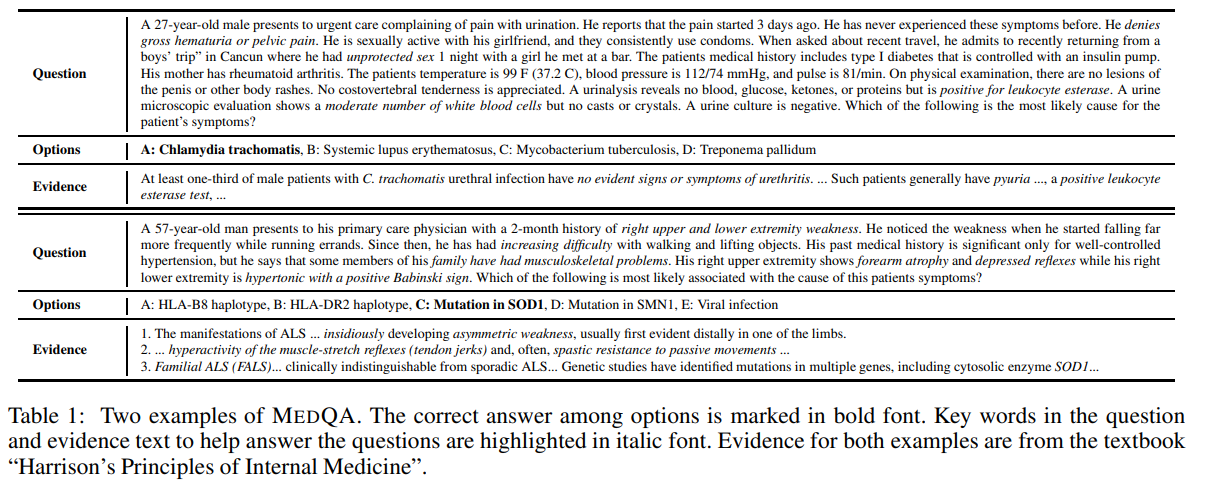 Question
A 27-year-old male presents to urgent care complaining of pain with urination. He reports that the pain started 3 days ago. He has never experienced these symptoms before. He denies
gross hematuria or pelvic pain. He is sexually active with his girlfriend, and they consistently use condoms. When asked about recent travel, he admits to recently returning from a
boys’ trip” in Cancun where he had unprotected sex 1 night with a girl he met at a bar. The patients medical history includes type I diabetes that is controlled with an insulin pump.
His mother has rheumatoid arthritis. The patients temperature is 99 F (37.2 C), blood pressure is 112/74 mmHg, and pulse is 81/min. On physical examination, there are no lesions of
the penis or other body rashes. No costovertebral tenderness is appreciated. A urinalysis reveals no blood, glucose, ketones, or proteins but is positive for leukocyte esterase. A urine
microscopic evaluation shows a moderate number of white blood cells but no casts or crystals. A urine culture is negative. Which of the following is the most likely cause for the
patient’s symptoms?
Options
A: Chlamydia trachomatis, B: Systemic lupus erythematosus, C: Mycobacterium tuberculosis, D: Treponema pallidum
Evidence
At least one-third of male patients with C. trachomatis urethral infection have no evident signs or symptoms of urethritis. ... Such patients generally have pyuria ..., a positive leukocyte
esterase test, ...
Question
A 57-year-old man presents to his primary care physician with a 2-month history of right upper and lower extremity weakness. He noticed the weakness when he started falling far
more frequently while running errands. Since then, he has had increasing difficulty with walking and lifting objects. His past medical history is significant only for well-controlled
hypertension, but he says that some members of his family have had musculoskeletal problems. His right upper extremity shows forearm atrophy and depressed reflexes while his right
lower extremity is hypertonic with a positive Babinski sign. Which of the following is most likely associated with the cause of this patients symptoms?
Options
A: HLA-B8 haplotype, B: HLA-DR2 haplotype, C: Mutation in SOD1, D: Mutation in SMN1, E: Viral infection
Evidence
1. The manifestations of ALS ... insidiously developing asymmetric weakness, usually first evident distally in one of the limbs.
2. ... hyperactivity of the muscle-stretch reflexes (tendon jerks) and, often, spastic resistance to passive movements ...
3. Familial ALS (FALS)... clinically indistinguishable from sporadic ALS... Genetic studies have identified mutations in multiple genes, including cytosolic enzyme SOD1...
Table 1: Two examples of MEDQA. The correct answer among options is marked in bold font. Key words in the question
and evidence text to help answer the questions are highlighted in italic font. Evidence for both examples are from the textbook
“Harrison’s Principles of Internal Medicine”.